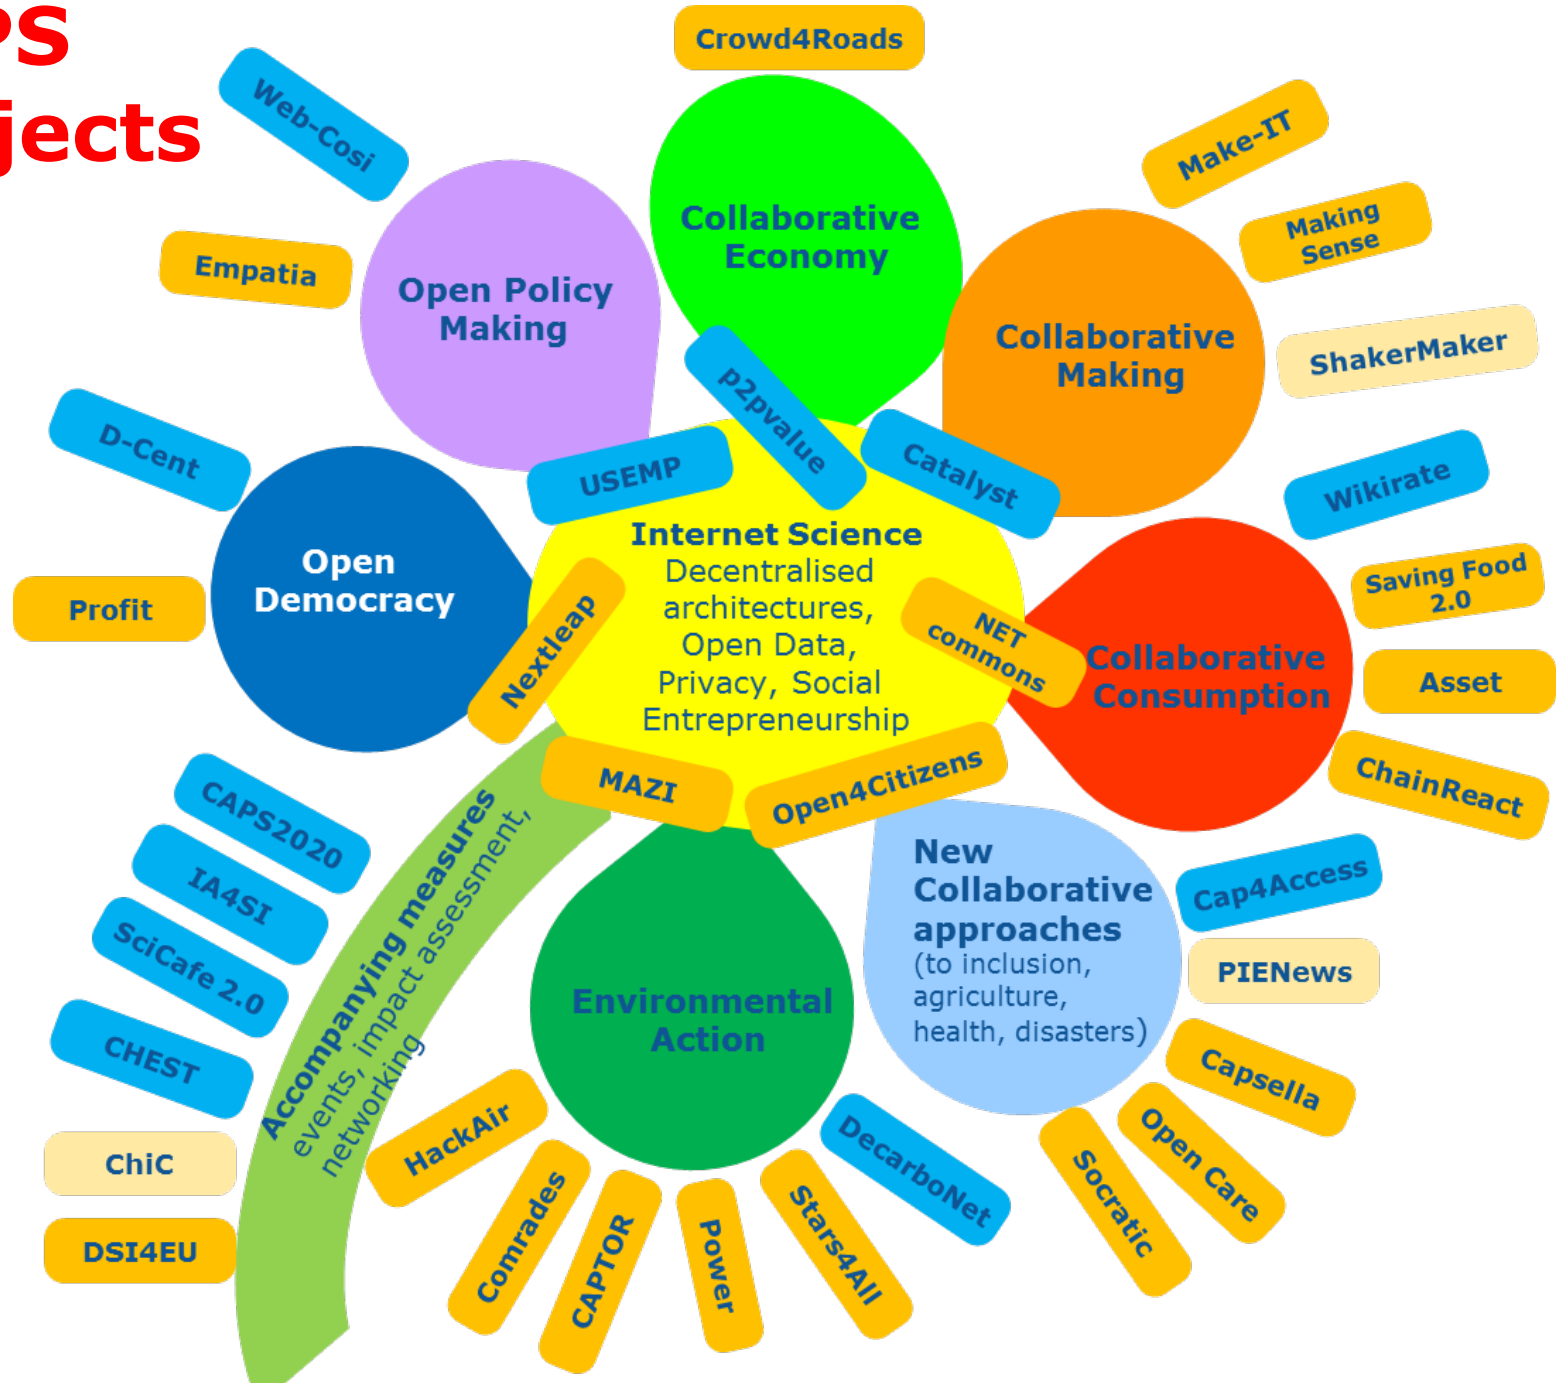 PS
jects
Crowd4Roads
Web-Cosi
Empatia
Open Policy
Making
Collaborative
Economy
Make-IT
Making
Sense
Collaborative
Making
ShakerMaker
D-Cent
Profit
Open
Democracy
USEMP
p2pvalue
Catalyst
Internet Science
Decentralised
architectures,
Open Data,
Privacy, Social
Entrepreneurship
Nextleap
NET
commons
MAZI
Open4Citizens
Wikirate
Saving Food
2.0
Asset
ChainReact
Collaborative
Consumption
New
Collaborative
approaches
(to inclusion,
agriculture,
health, disasters)
Cap4Access
PIENews
Capsella
Open Care
Socratic
Environmental
Action
DecarboNet
Stars4All
Power
CAPTOR
Comrades
HackAir
Accompanying measures
events, impact assessment,
networking
CAPS2020
IA4SI
SciCafe 2.0
CHEST
ChiC
DSI4EU